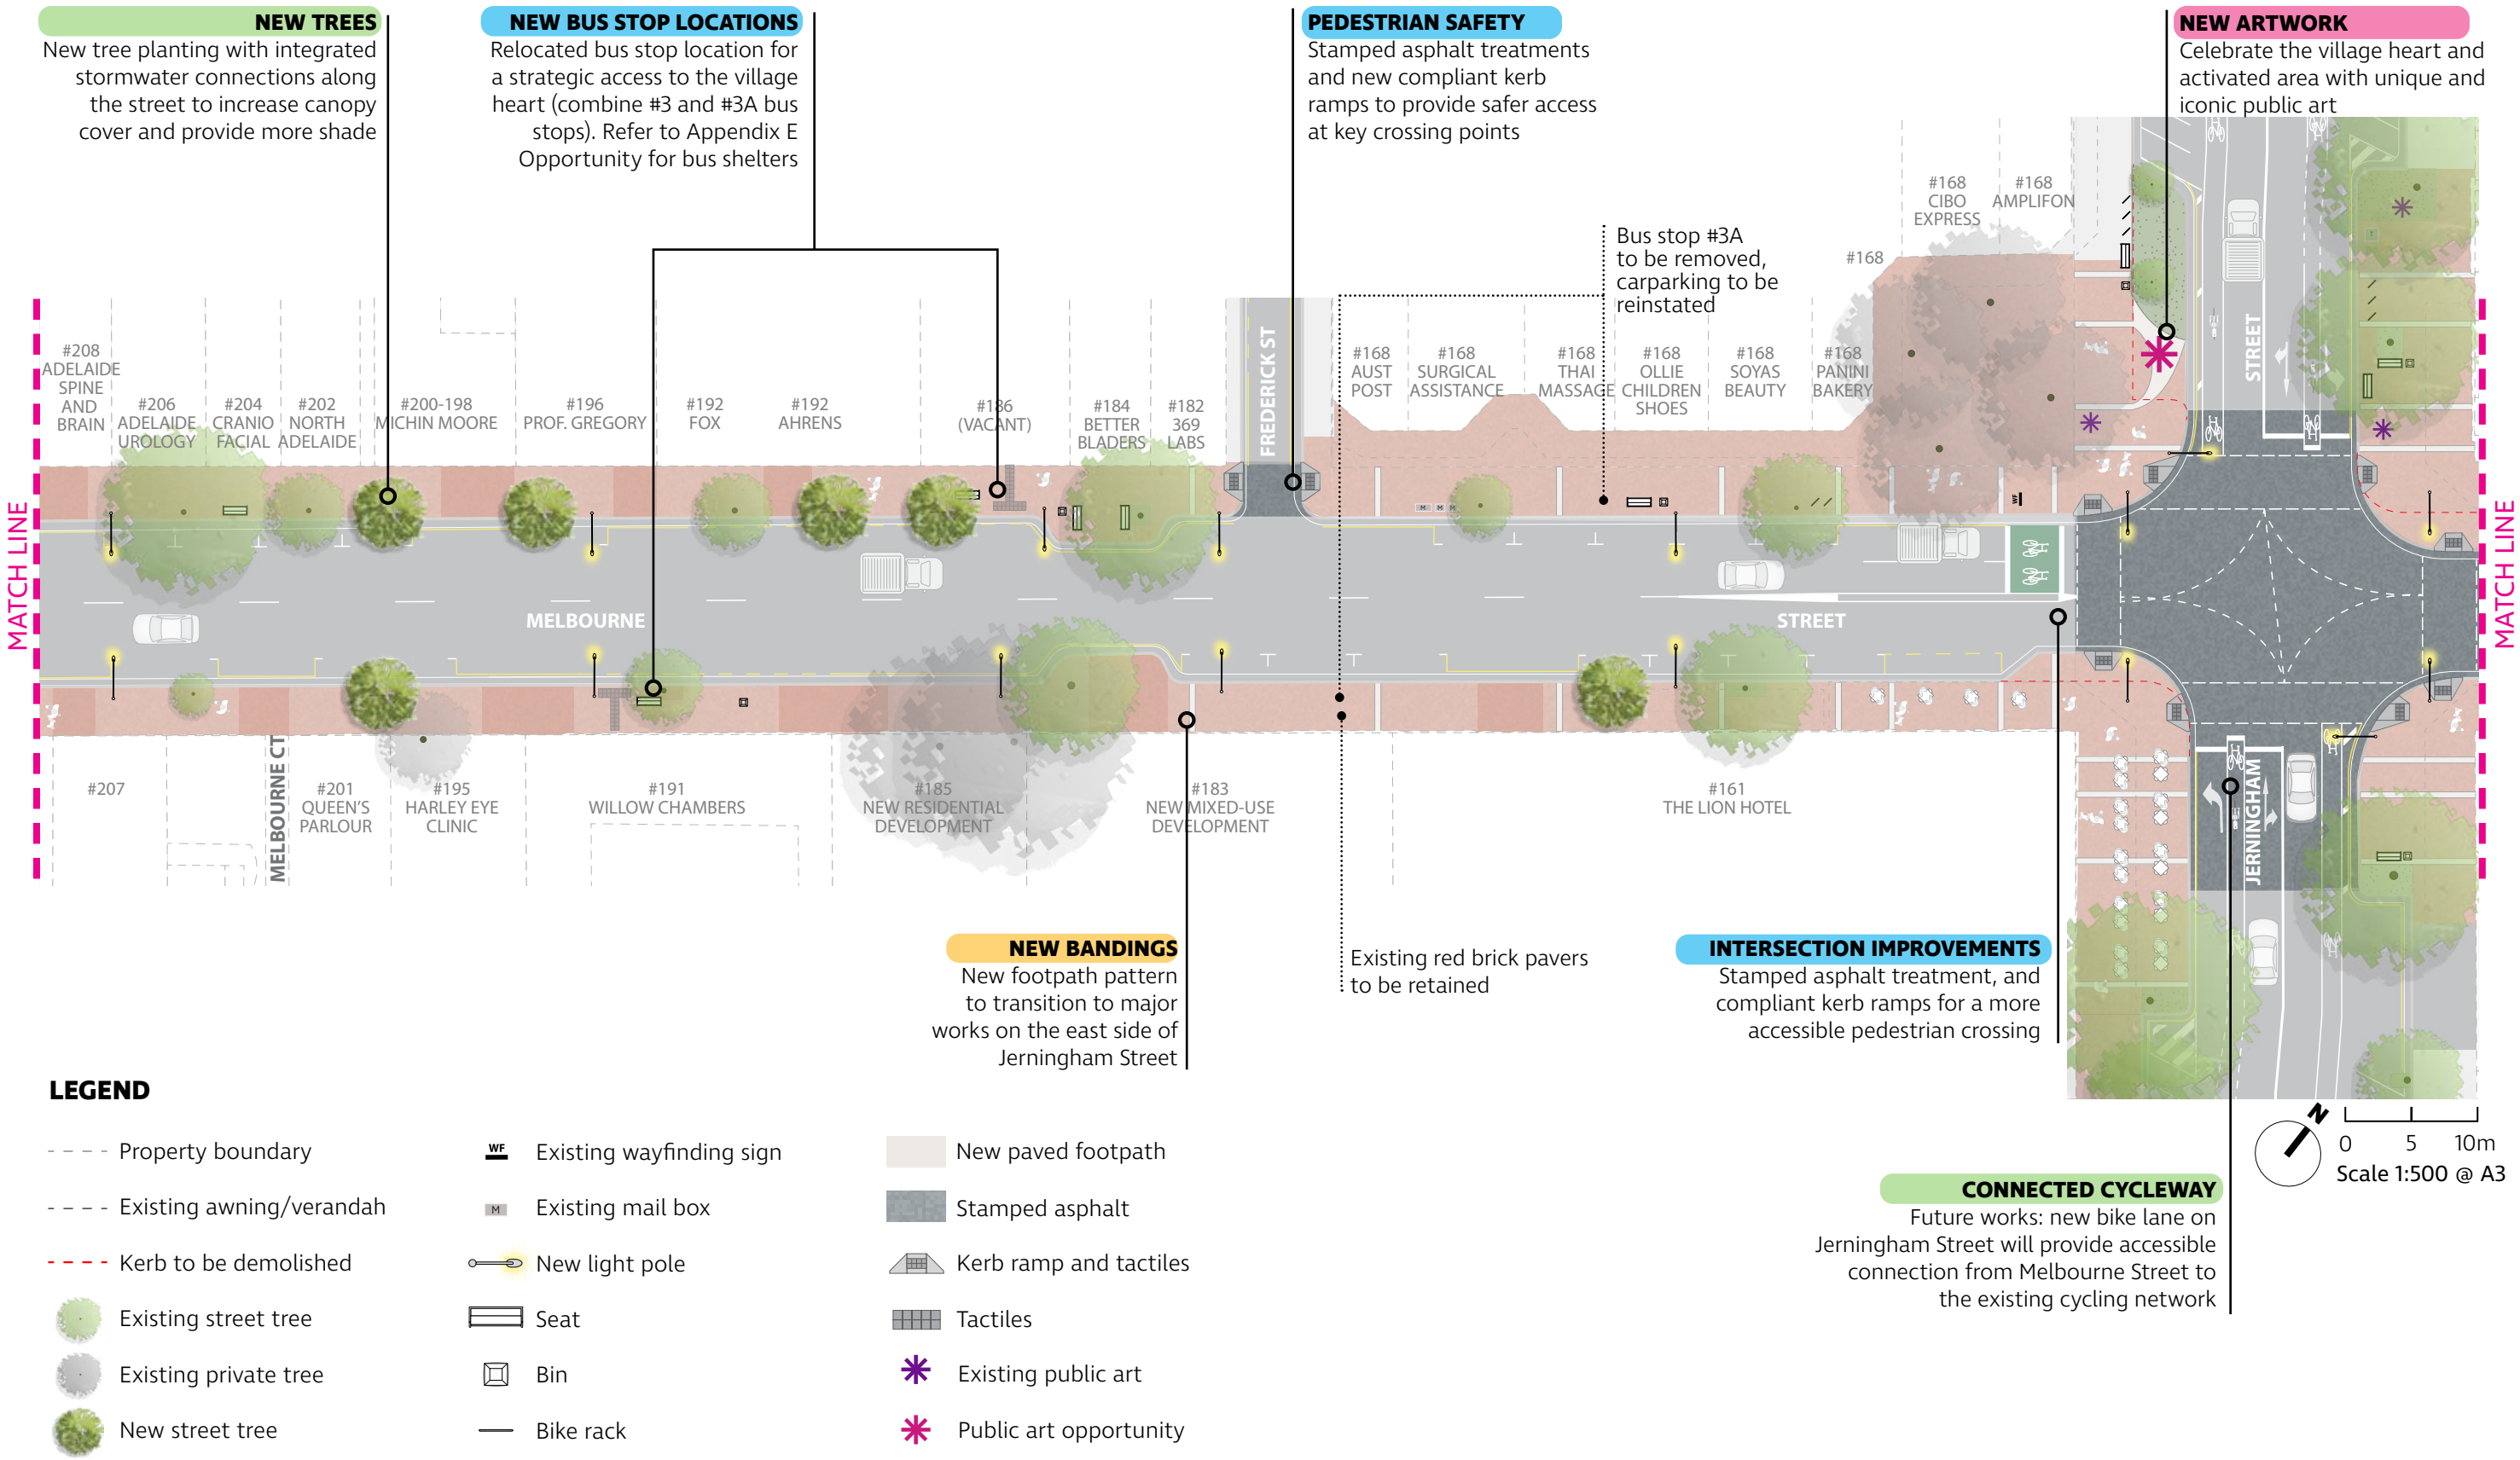 NEW TREES
New tree planting with integrated
stormwater connections along
the street to increase canopy
cover and provide more shade
NEW BUS STOP LOCATIONS
Relocated bus stop location for
a strategic access to the village
heart (combine #3 and #3A bus
stops). Refer to Appendix E
Opportunity for bus shelters
PEDESTRIAN SAFETY
Stamped asphalt treatments
and new compliant kerb
ramps to provide safer access
at key crossing points
NEW ARTWORK
Celebrate the village heart and
activated area with unique and
iconic public art
Bus stop #3A
to be removed,
carparking to be
reinstated
#168
CIBO
EXPRESS
#168
AMPLIFON
#168
#208
ADELAIDE
SPINE
AND
BRAIN
#206
ADELAIDE
UROLOGY
#204
CRANIO
FACIAL
#202
NORTH
ADELAIDE
#200-198
MICHIN MOORE
#196
PROF. GREGORY
#192
FOX
#192
AHRENS
#186
(VACANT)
#184
BETTER
BLADERS
#182
369
LABS
FREDERICK ST
#168
AUST
POST
#168
SURGICAL
ASSISTANCE
#168
THAI
MASSAGE
#168
OLLIE
CHILDREN
SHOES
#168
SOYAS
BEAUTY
#168
PANINI
BAKERY
STREET
MATCH LINE
MATCH LINE
M M M
WF
MELBOURNE
STREET
#207
MELBOURNE CT
#201
QUEEN'S
PARLOUR
#195
HARLEY EYE
CLINIC
#191
WILLOW CHAMBERS
#185
NEW RESIDENTIAL
DEVELOPMENT
#183
NEW MIXED-USE
DEVELOPMENT
#161
THE LION HOTEL
JERNINGHAM
NEW BANDINGS
New footpath pattern
to transition to major
works on the east side of
Jerningham Street
Existing red brick pavers
to be retained
INTERSECTION IMPROVEMENTS
Stamped asphalt treatment, and
compliant kerb ramps for a more
accessible pedestrian crossing
N
0 5 10m
Scale 1:500 @ A3
CONNECTED CYCLEWAY
Future works: new bike lane on
Jerningham Street will provide accessible
connection from Melbourne Street to
the existing cycling network
LEGEND
Property boundary
Existing awning/verandah
Kerb to be demolished
Existing street tree
Existing private tree
New street tree
WF
Existing wayfinding sign
M
Existing mail box
New light pole
Seat
Bin
Bike rack
New paved footpath
Stamped asphalt
Kerb ramp and tactiles
Tactiles
Existing public art
Public art opportunity